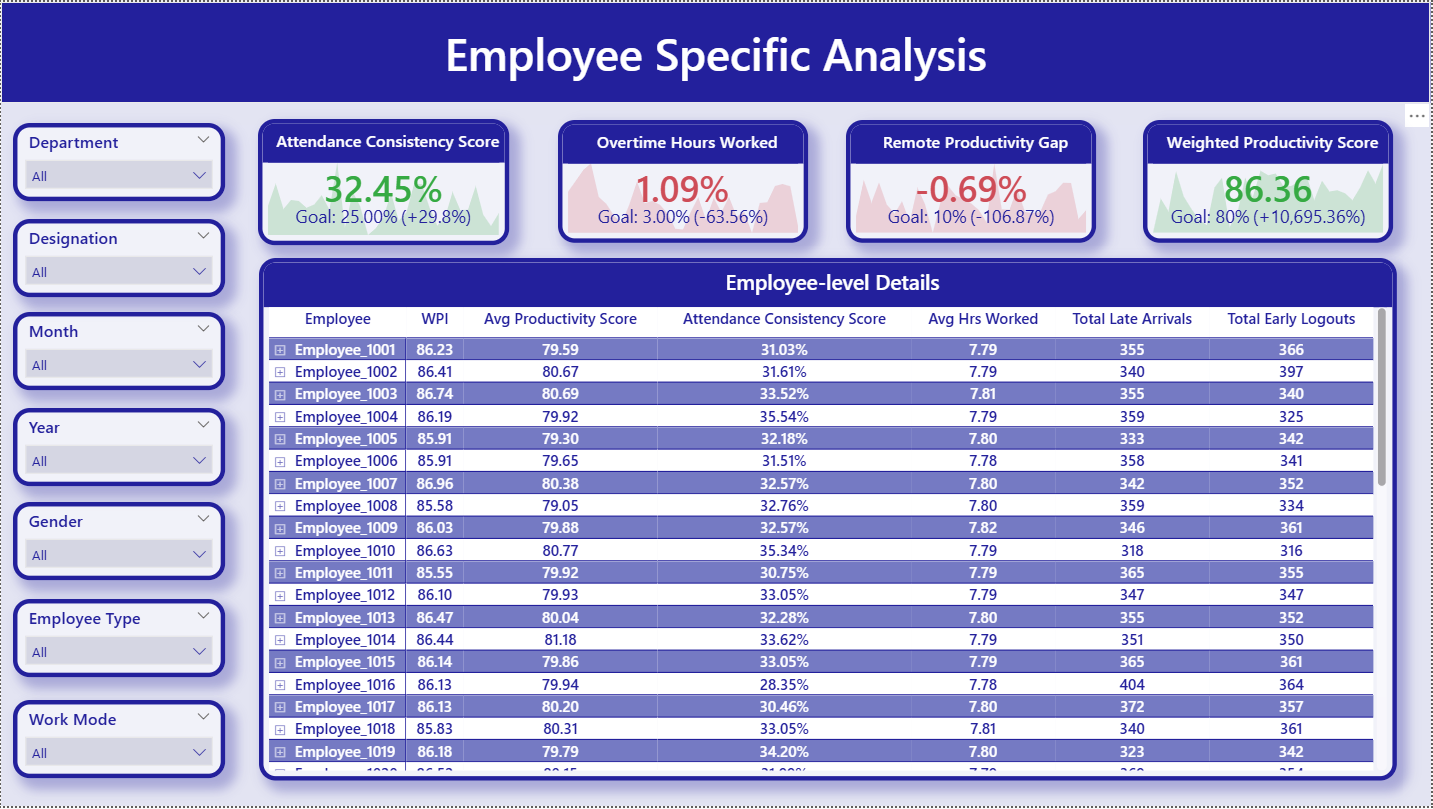 Employee Specific Analysis
Department
All
Designation
All
Month
All
Year
All
Gender
All
Employee Type
All
Work Mode
All
Attendance Consistency Score
32.45%
Goal: 25.00% (+29.8%)
Overtime Hours Worked
1.09%
Goal: 3.00% (-63.56%)
Remote Productivity Gap
-0.69%
Goal: 10% (-106.87%)
Weighted Productivity Score
86.36
Goal: 80% (+10,695.36%)
Employee-level Details
Employee WPI Avg Productivity Score Attendance Consistency Score Avg Hrs Worked Total Late Arrivals Total Early Logouts
Employee_1001 86.23 79.59 31.03% 7.79 355 366
Employee_1002 86.41 80.67 31.61% 7.79 340 397
Employee_1003 86.74 80.69 33.52% 7.81 355 340
Employee_1004 86.19 79.92 35.54% 7.79 359 325
Employee_1005 85.91 79.30 32.18% 7.80 333 342
Employee_1006 85.91 79.65 31.51% 7.78 358 341
Employee_1007 86.96 80.38 32.57% 7.80 342 352
Employee_1008 85.58 79.05 32.76% 7.80 359 334
Employee_1009 86.03 79.88 32.57% 7.82 346 361
Employee_1010 86.63 80.77 35.34% 7.79 318 316
Employee_1011 85.55 79.92 30.75% 7.79 365 355
Employee_1012 86.10 79.93 33.05% 7.79 347 347
Employee_1013 86.47 80.04 32.28% 7.80 355 352
Employee_1014 86.44 81.18 33.62% 7.79 351 350
Employee_1015 86.14 79.86 33.05% 7.79 365 361
Employee_1016 86.13 79.94 28.35% 7.78 404 364
Employee_1017 86.13 80.20 30.46% 7.80 372 357
Employee_1018 85.83 80.31 33.05% 7.81 340 361
Employee_1019 86.18 79.79 34.20% 7.80 323 342